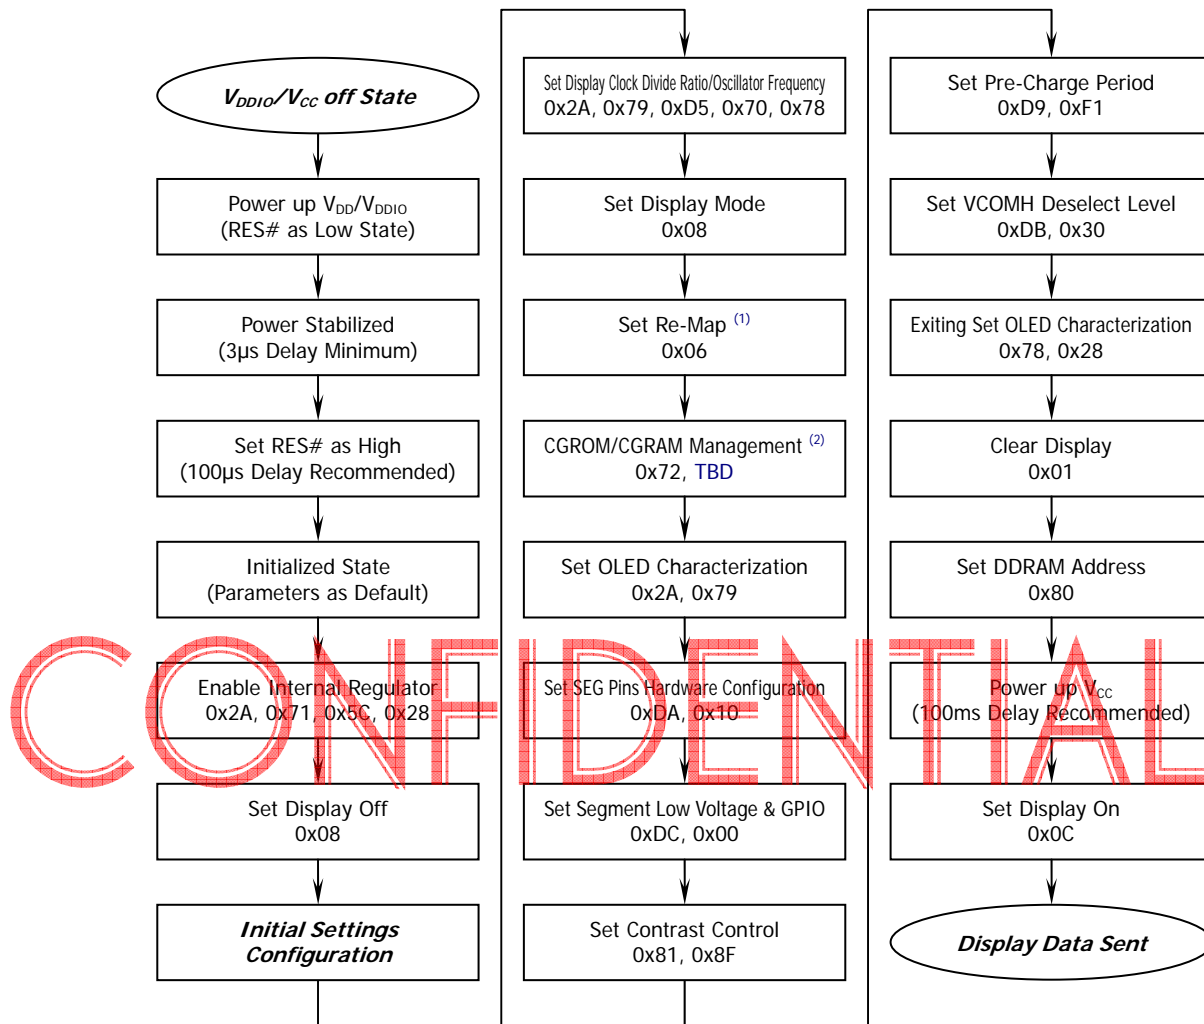 V_DDIO/V_CC off State
Power up V_DD/V_DDIO
(RES# as Low State)
Power Stabilized
(3µs Delay Minimum)
Set RES# as High
(100µs Delay Recommended)
Initialized State
(Parameters as Default)
Enable Internal Regulator
0x2A, 0x71, 0x5C, 0x28
Set Display Off
0x08
Initial Settings
Configuration
Set Display Clock Divide Ratio/Oscillator Frequency
0x2A, 0x79, 0xD5, 0x70, 0x78
Set Display Mode
0x08
Set Re-Map (1)
0x06
CGROM/CGRAM Management (2)
0x72, TBD
Set OLED Characterization
0x2A, 0x79
Set SEG Pins Hardware Configuration
0xDA, 0x10
Set Segment Low Voltage & GPIO
0xDC, 0x00
Set Contrast Control
0x81, 0x8F
Set Pre-Charge Period
0xD9, 0xF1
Set VCOMH Deselect Level
0xDB, 0x30
Exiting Set OLED Characterization
0x78, 0x28
Clear Display
0x01
Set DDRAM Address
0x80
Power up V_CC
(100ms Delay Recommended)
Set Display On
0x0C
Display Data Sent
CONFIDENTIAL